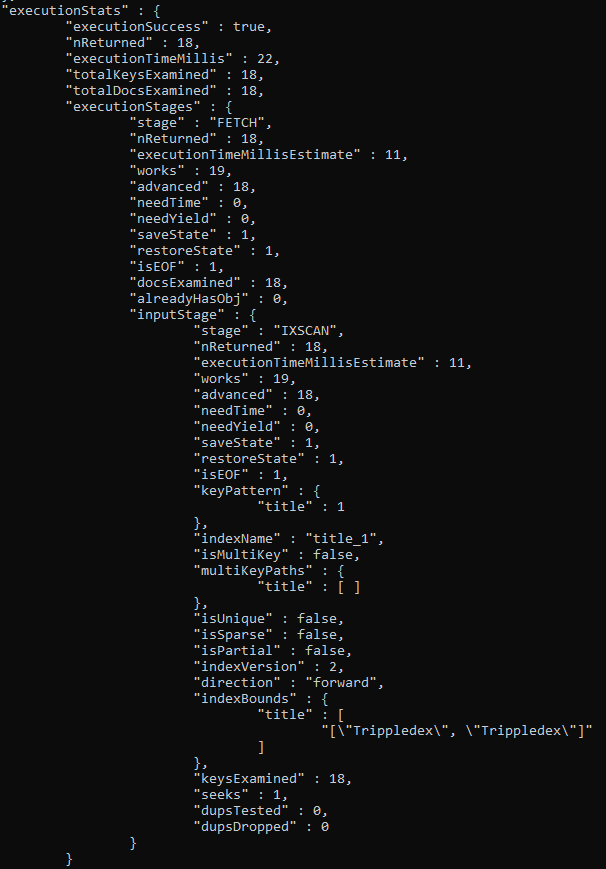 "executionStats" : {
"executionSuccess" : true,
"nReturned" : 18,
"executionTimeMillis" : 22,
"totalKeysExamined" : 18,
"totalDocsExamined" : 18,
"executionStages" : {
"stage" : "FETCH",
"nReturned" : 18,
"executionTimeMillisEstimate" : 11,
"works" : 19,
"advanced" : 18,
"needTime" : 0,
"needYield" : 0,
"saveState" : 1,
"restoreState" : 1,
"isEOF" : 1,
"docsExamined" : 18,
"alreadyHasObj" : 0,
"inputStage" : {
"stage" : "IXSCAN",
"nReturned" : 18,
"executionTimeMillisEstimate" : 11,
"works" : 19,
"advanced" : 18,
"needTime" : 0,
"needYield" : 0,
"saveState" : 1,
"restoreState" : 1,
"isEOF" : 1,
"keyPattern" : {
"title" : 1
},
"indexName" : "title_1",
"isMultiKey" : false,
"multiKeyPaths" : {
"title" : [ ]
},
"isUnique" : false,
"isSparse" : false,
"isPartial" : false,
"indexVersion" : 2,
"direction" : "forward",
"indexBounds" : {
"title" : [
"[\"Trippledex\", \"Trippledex\"]"
]
},
"keysExamined" : 18,
"seeks" : 1,
"dupsTested" : 0,
"dupsDropped" : 0
}
}